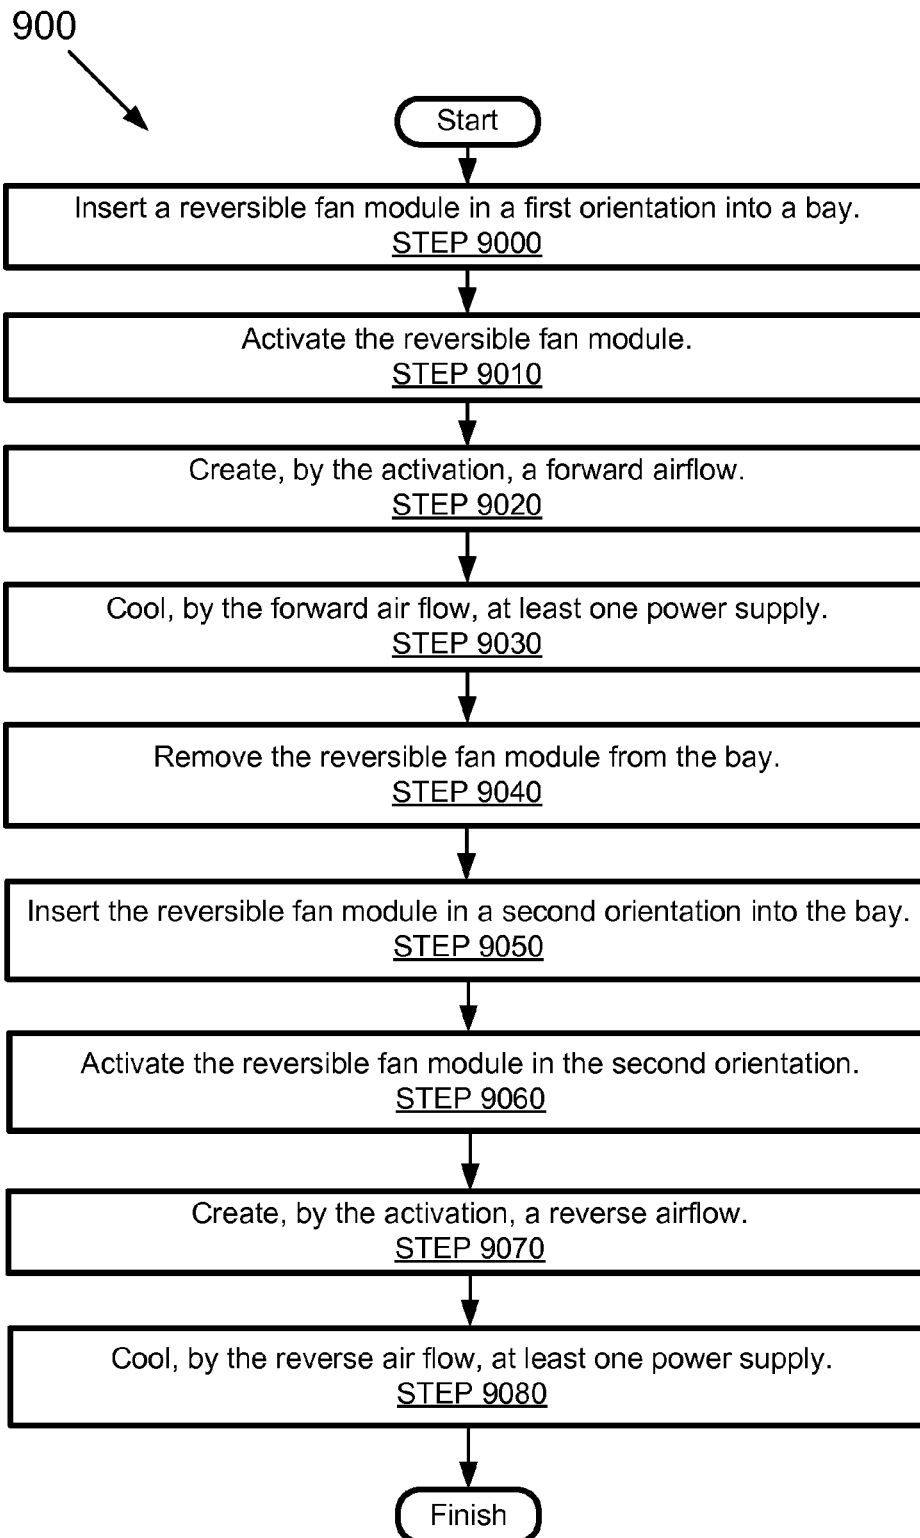 900
Start
Insert a reversible fan module in a first orientation into a bay.
STEP 9000
Activate the reversible fan module.
STEP 9010
Create, by the activation, a forward airflow.
STEP 9020
Cool, by the forward air flow, at least one power supply.
STEP 9030
Remove the reversible fan module from the bay.
STEP 9040
Insert the reversible fan module in a second orientation into the bay.
STEP 9050
Activate the reversible fan module in the second orientation.
STEP 9060
Create, by the activation, a reverse airflow.
STEP 9070
Cool, by the reverse air flow, at least one power supply.
STEP 9080
Finish